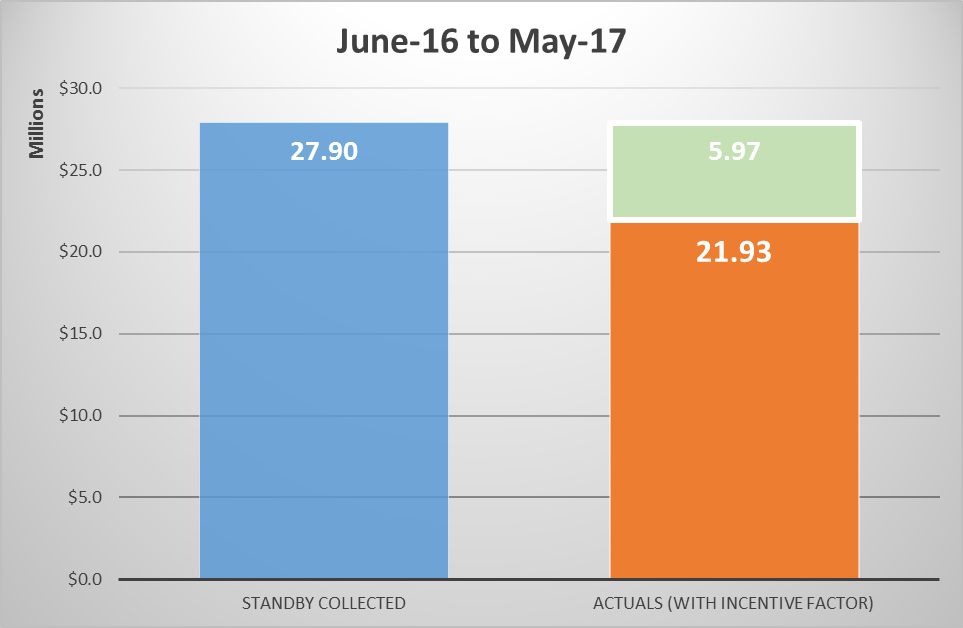 June-16 to May-17
Millions
$30.0
$25.0
$20.0
$15.0
$10.0
$5.0
$0.0
27.90
5.97
21.93
STANDBY COLLECTED
ACTUALS (WITH INCENTIVE FACTOR)